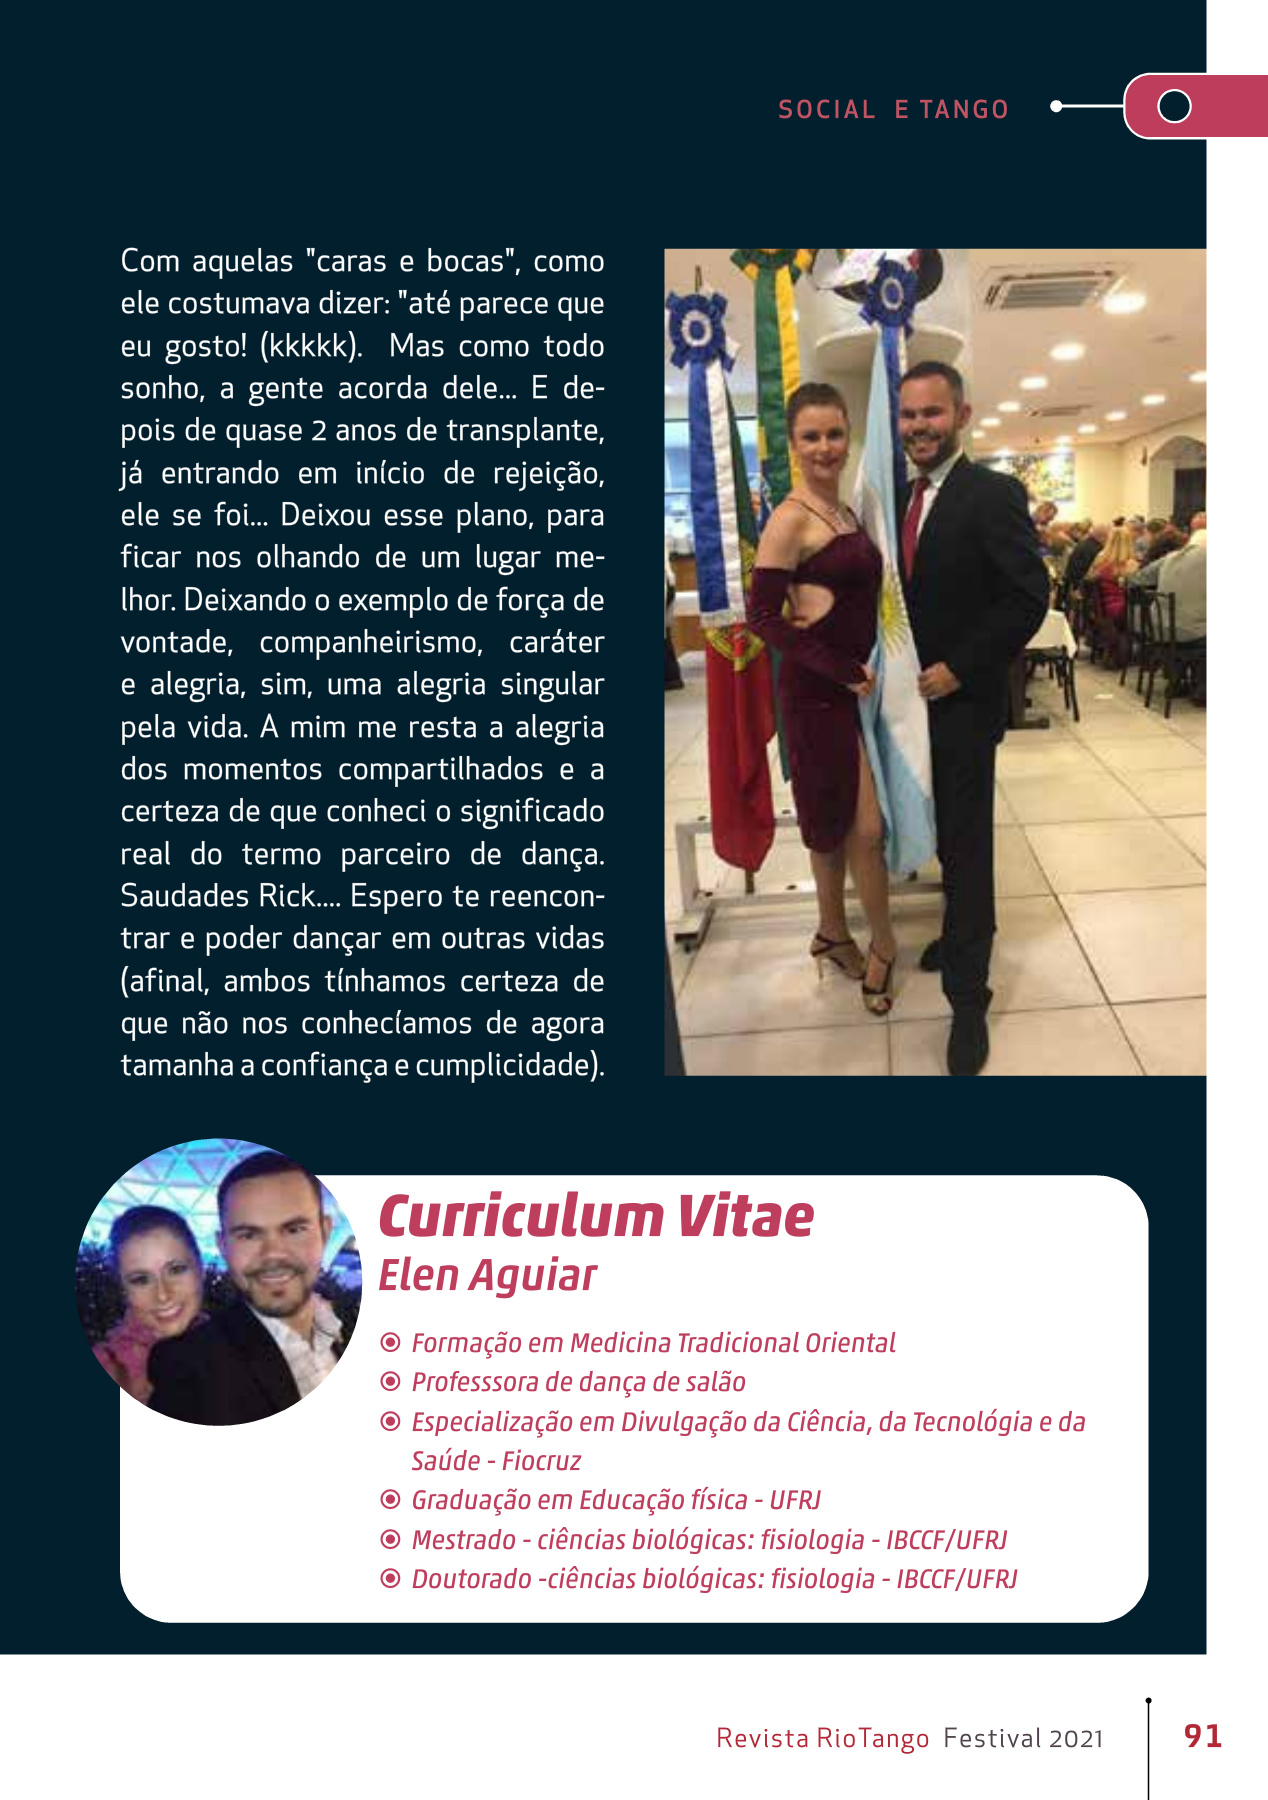 SOCIAL E TANGO
Com aquelas "caras e bocas", como
ele costumava dizer: "até parece que
eu gosto! (kkkkk). Mas como todo
sonho, a gente acorda dele... E de-
pois de quase 2 anos de transplante,
já entrando em início de rejeição,
ele se foi... Deixou esse plano, para
ficar nos olhando de um lugar me-
lhor. Deixando o exemplo de força de
vontade, companheirismo, caráter
e alegria, sim, uma alegria singular
pela vida. A mim me resta a alegria
dos momentos compartilhados e a
certeza de que conheci o significado
real do termo parceiro de dança.
Saudades Rick.... Espero te reencon-
trar e poder dançar em outras vidas
(afinal, ambos tínhamos certeza de
que não nos conhecíamos de agora
tamanha a confiança e cumplicidade).
Curriculum Vitae
Elen Aguiar
Formação em Medicina Tradicional Oriental
Professsora de dança de salão
Especialização em Divulgação da Ciência, da Tecnológia e da
Saúde - Fiocruz
Graduação em Educação física - UFRJ
Mestrado - ciências biológicas: fisiologia - IBCCF/UFRJ
Doutorado -ciências biológicas: fisiologia - IBCCF/UFRJ
Revista RioTango Festival 2021
91